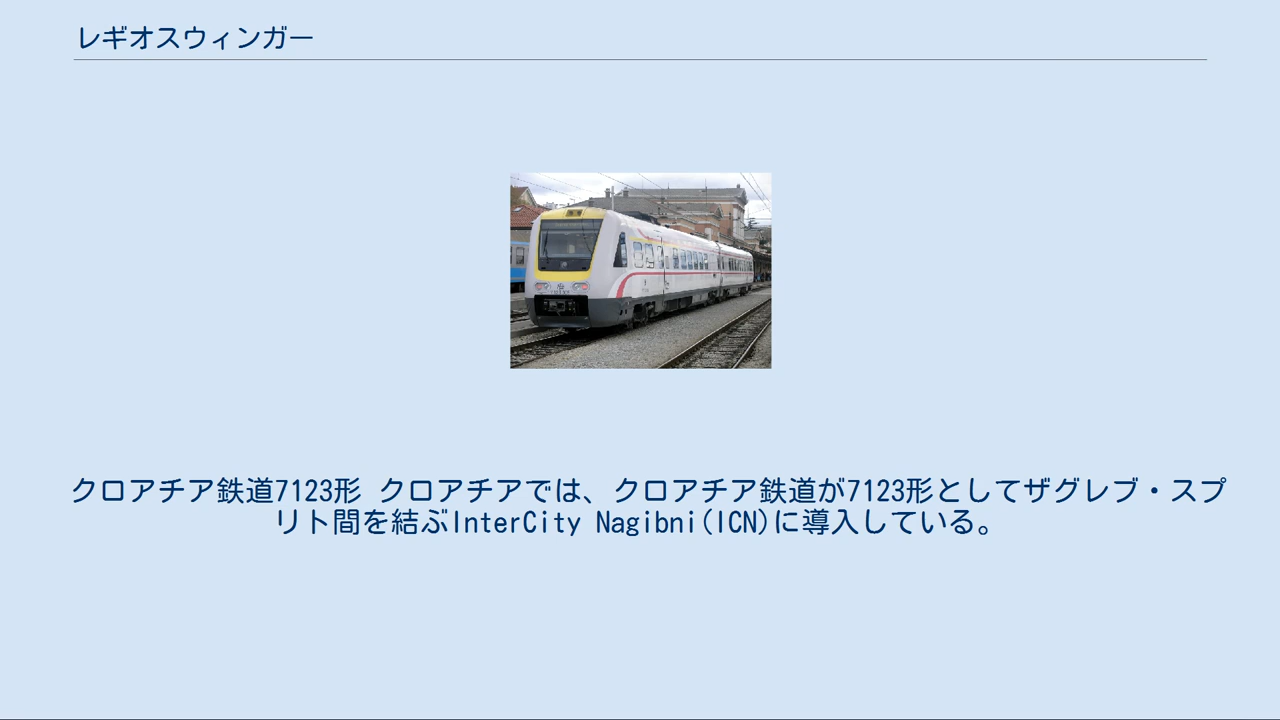 レギオスウィンガー
クロアチア鉄道7123形 クロアチアでは、クロアチア鉄道が7123形としてザグレブ・スプ
リト間を結ぶInterCity Nagibni(ICN)に導入している。